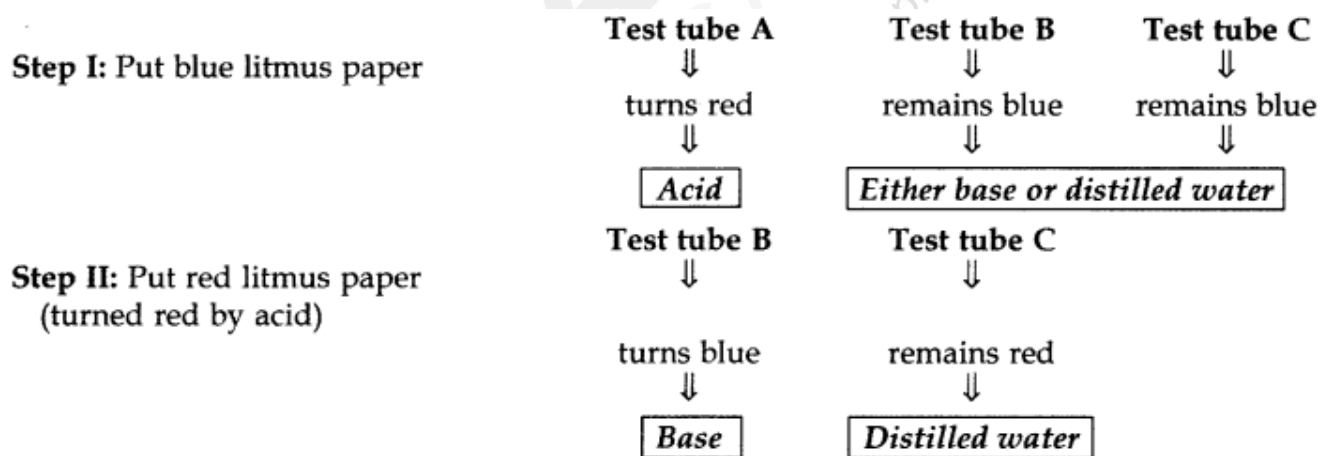 Test tube A Test tube B Test tube C
Step I: Put blue litmus paper
⇓ ⇓ ⇓
turns red remains blue remains blue
⇓ ⇓ ⇓
Acid Either base or distilled water
Test tube B Test tube C
Step II: Put red litmus paper
⇓ ⇓
(turned red by acid)
turns blue remains red
⇓ ⇓
Base Distilled water